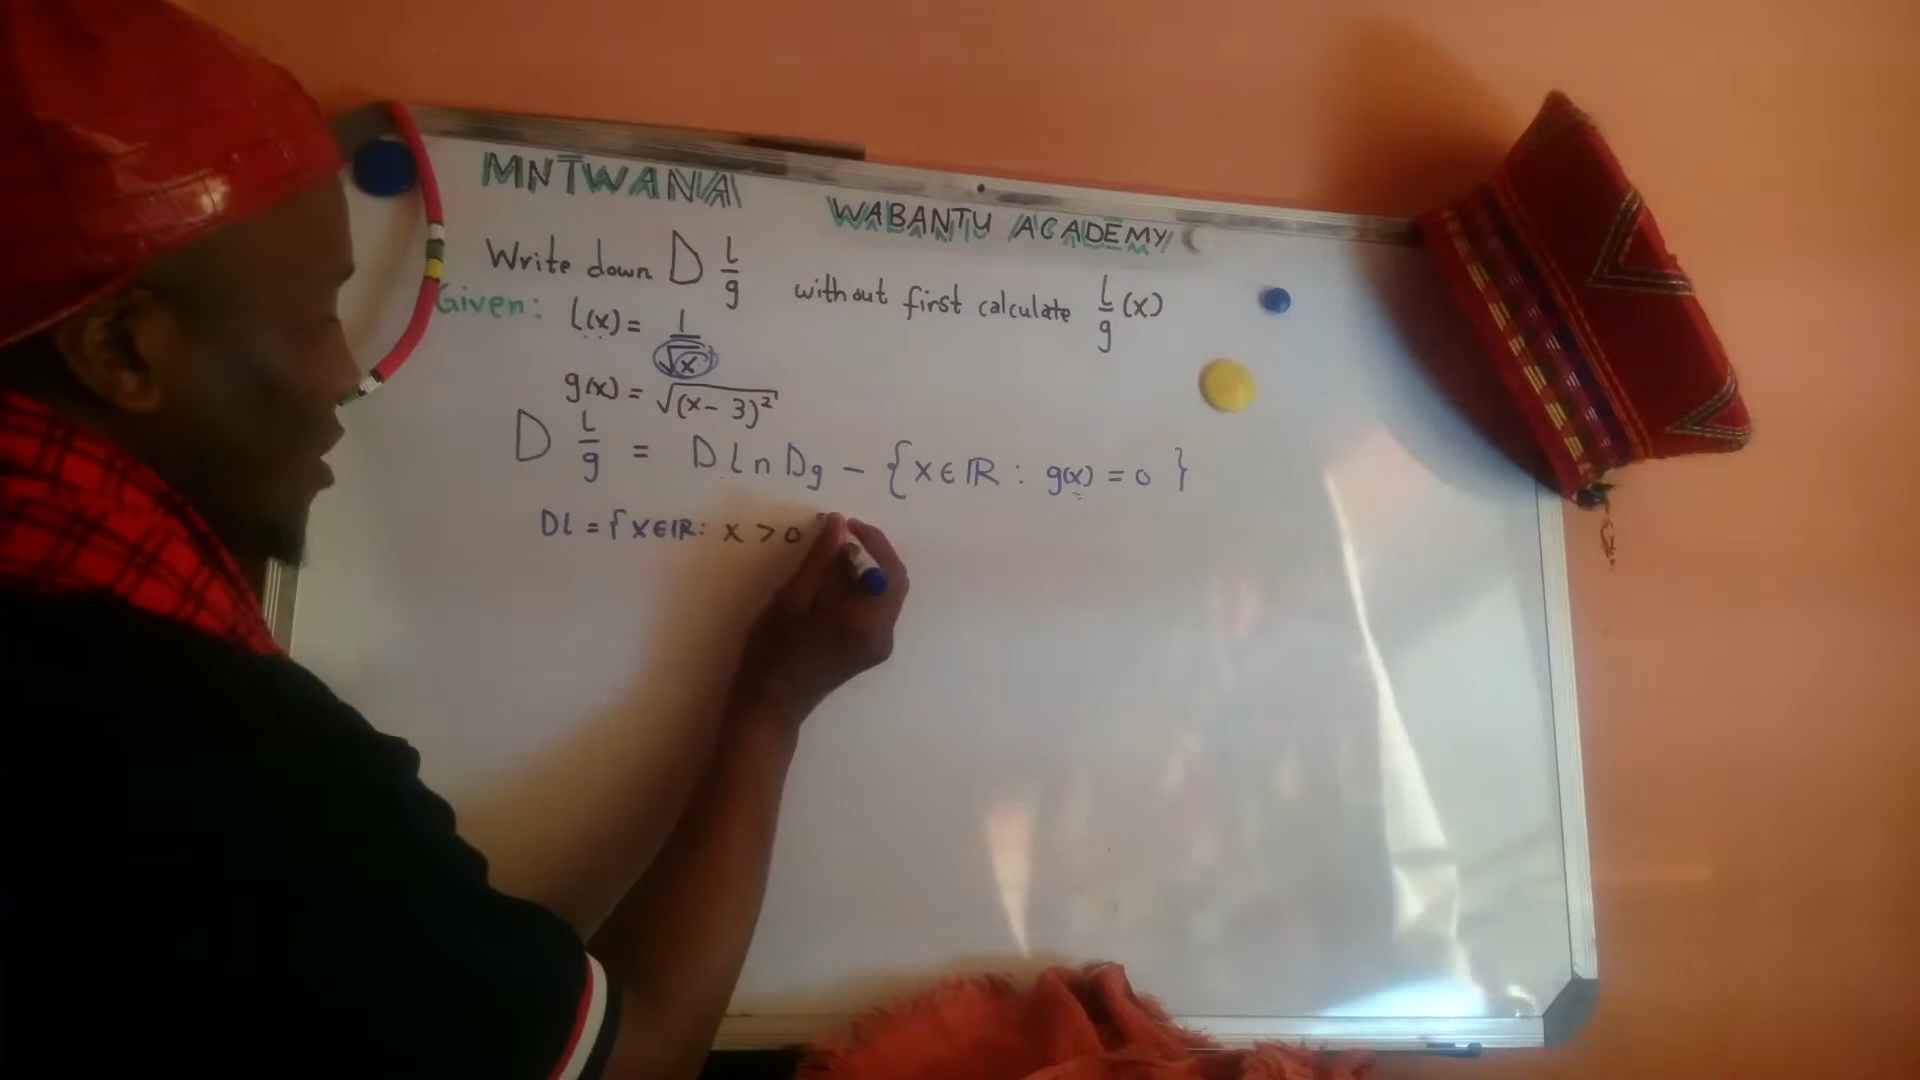 MNTWANA
WABANTU ACADEMY
Write down D L/g without first calculate L/g (x)
Given: L(x) = 1/√x
g(x) = √(x-3)²
D L/g = DL ∩ Dg - {x∈ℝ : g(x) = 0 }
DL = {x∈ℝ: x > 0